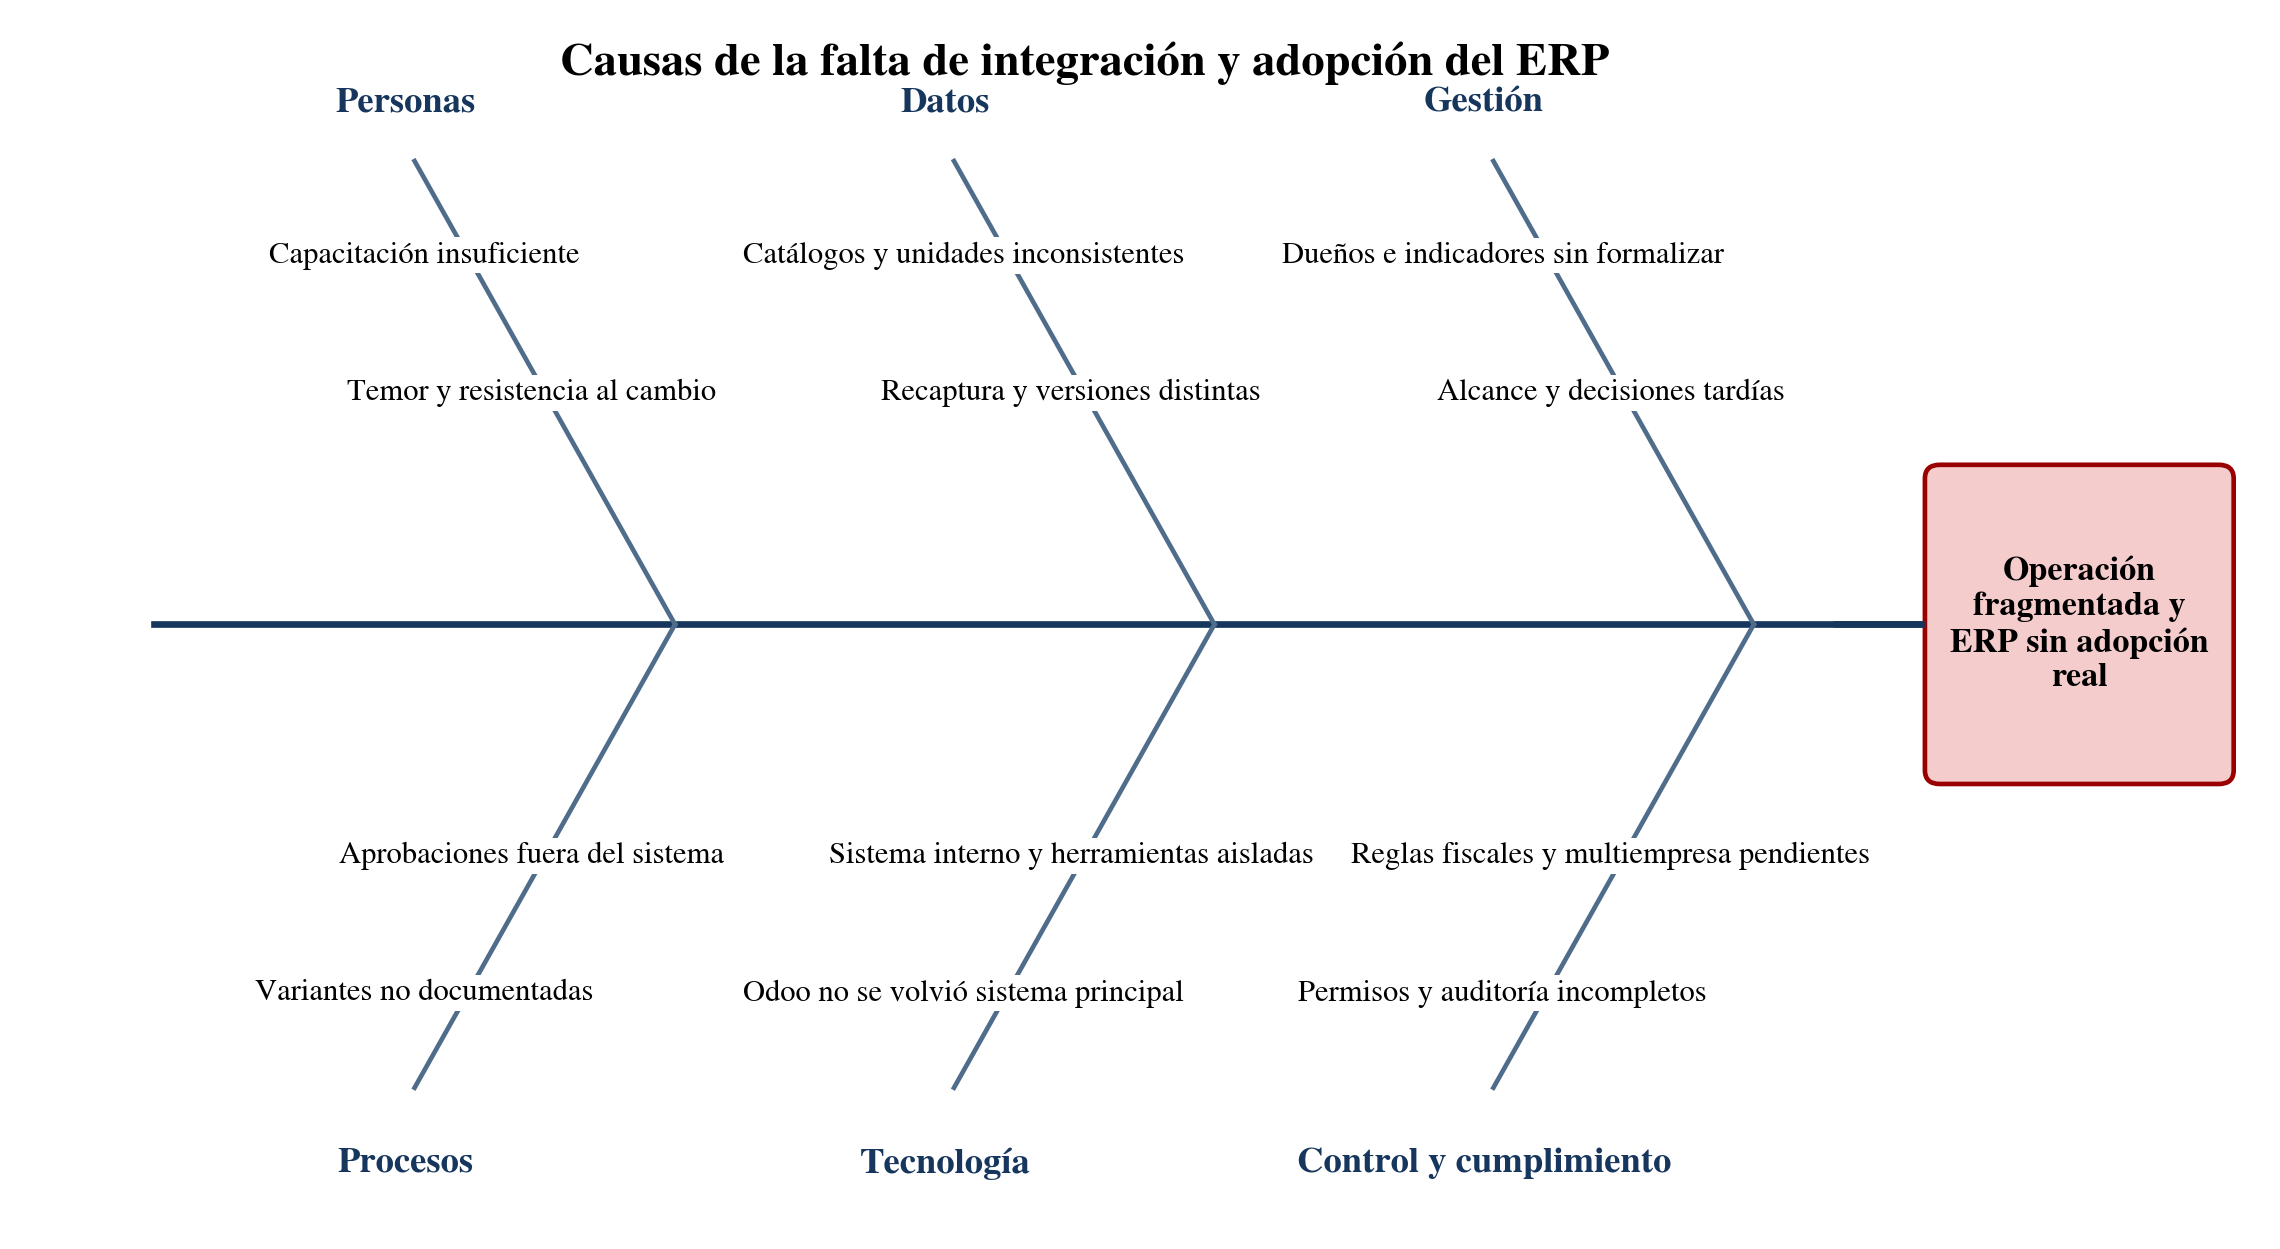 Causas de la falta de integración y adopción del ERP
Personas
Datos
Gestión
Capacitación insuficiente
Catálogos y unidades inconsistentes
Dueños e indicadores sin formalizar
Temor y resistencia al cambio
Recaptura y versiones distintas
Alcance y decisiones tardías
Operación
fragmentada y
ERP sin adopción
real
Aprobaciones fuera del sistema
Sistema interno y herramientas aisladas
Reglas fiscales y multiempresa pendientes
Variantes no documentadas
Odoo no se volvió sistema principal
Permisos y auditoría incompletos
Procesos
Tecnología
Control y cumplimiento